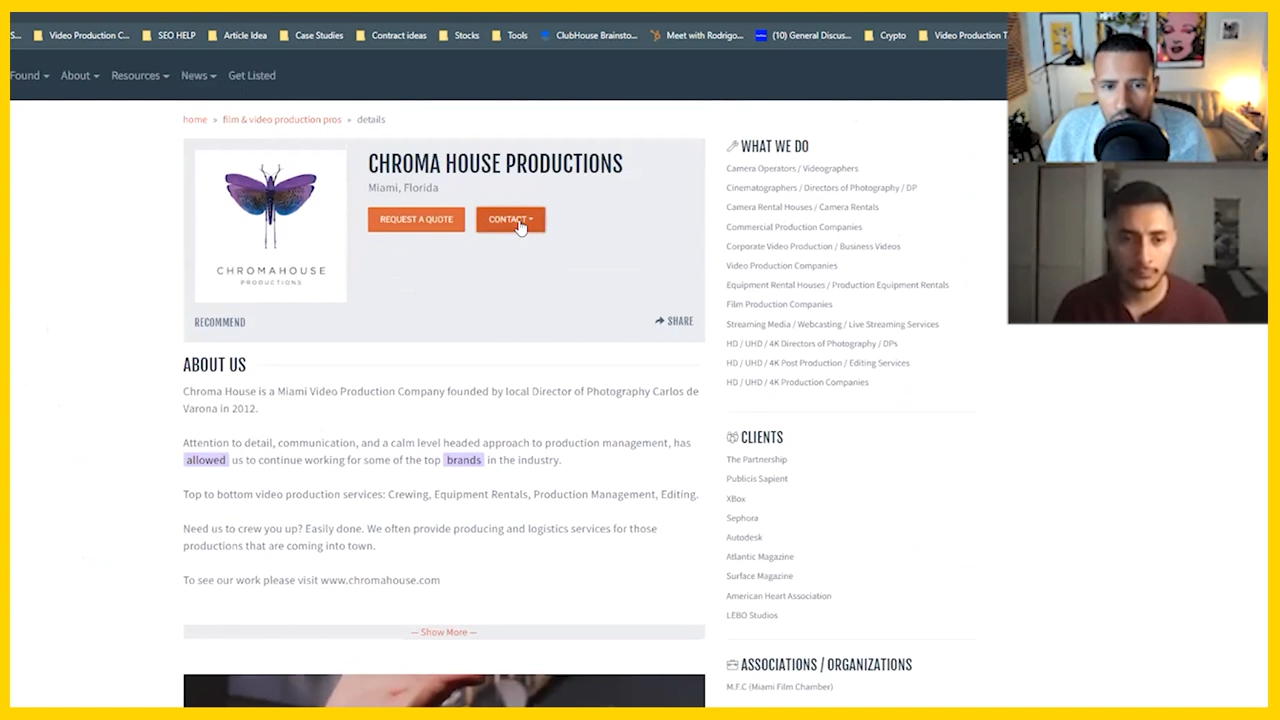 S... Video Production C... SEO HELP Article Idea Case Studies Contract ideas Stocks Tools ClubHouse Brainsto... Meet with Rodrigo... (10) General Discus... Crypto Video Production T
Found About Resources News Get Listed
home » film & video production pros » details
CHROMA HOUSE PRODUCTIONS
Miami, Florida
REQUEST A QUOTE CONTACT
CHROMAHOUSE
PRODUCTIONS
RECOMMEND SHARE
ABOUT US
Chroma House is a Miami Video Production Company founded by local Director of Photography Carlos de
Varona in 2012.
Attention to detail, communication, and a calm level headed approach to production management, has
allowed us to continue working for some of the top brands in the industry.
Top to bottom video production services: Crewing, Equipment Rentals, Production Management, Editing.
Need us to crew you up? Easily done. We often provide producing and logistics services for those
productions that are coming into town.
To see our work please visit www.chromahouse.com
— Show More —
WHAT WE DO
Camera Operators / Videographers
Cinematographers / Directors of Photography / DP
Camera Rental Houses / Camera Rentals
Commercial Production Companies
Corporate Video Production / Business Videos
Video Production Companies
Equipment Rental Houses / Production Equipment Rentals
Film Production Companies
Streaming Media / Webcasting / Live Streaming Services
HD / UHD / 4K Directors of Photography / DPs
HD / UHD / 4K Post Production / Editing Services
HD / UHD / 4K Production Companies
CLIENTS
The Partnership
Publicis Sapient
XBox
Sephora
Autodesk
Atlantic Magazine
Surface Magazine
American Heart Association
LEBO Studios
ASSOCIATIONS / ORGANIZATIONS
M.F.C (Miami Film Chamber)